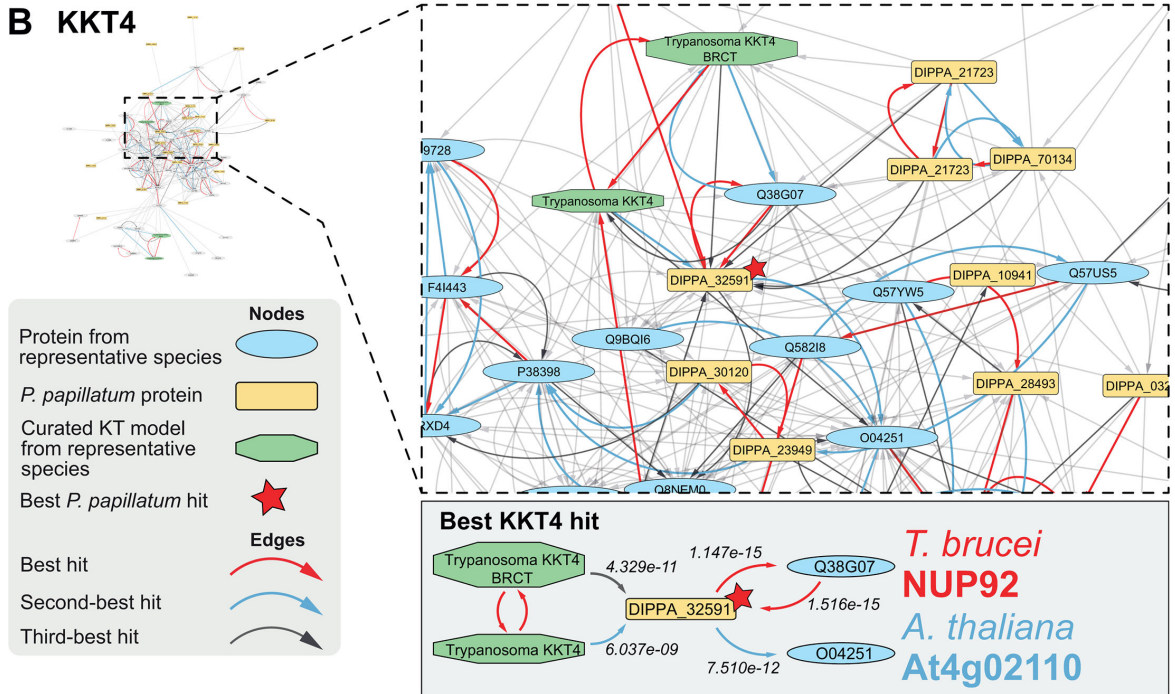 B KKT4
Trypanosoma KKT4
BRCT
DIPPA_21723
9728
DIPPA_21723
DIPPA_70134
Trypanosoma KKT4
Q38G07
DIPPA_32591
F4I443
Q57YW5
DIPPA_10941
Q57US5
Q9BQI6
Q582I8
P38398
DIPPA_30120
DIPPA_28493
DIPPA_032
RXD4
DIPPA_23949
O04251
Q8NEM0
Nodes
Protein from
representative species
P. papillatum protein
Curated KT model
from representative
species
Best P. papillatum hit
Edges
Best hit
Second-best hit
Third-best hit
Best KKT4 hit
Trypanosoma KKT4
BRCT
4.329e-11
1.147e-15
Q38G07
DIPPA_32591
1.516e-15
Trypanosoma KKT4
6.037e-09
7.510e-12
O04251
T. brucei
NUP92
A. thaliana
At4g02110